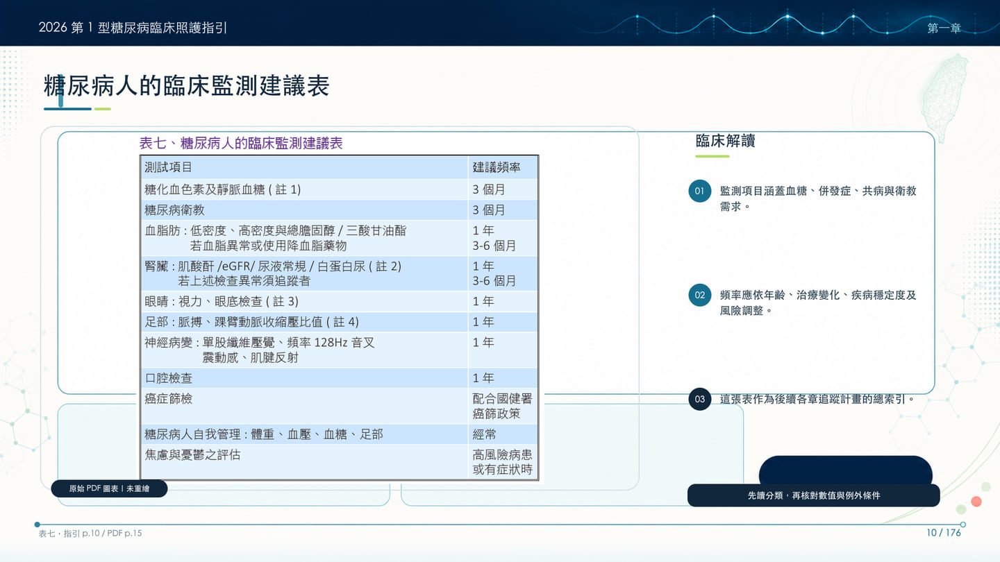 2026 第 1 型糖尿病臨床照護指引
第一章
糖尿病人的臨床監測建議表
表七、糖尿病人的臨床監測建議表
測試項目 建議頻率
糖化血色素及靜脈血糖 ( 註 1) 3 個月
糖尿病衛教 3 個月
血脂肪 : 低密度、高密度與總膽固醇 / 三酸甘油酯 1 年
若血脂異常或使用降血脂藥物 3-6 個月
腎臟 : 肌酸酐 /eGFR/ 尿液常規 / 白蛋白尿 ( 註 2) 1 年
若上述檢查異常須追蹤者 3-6 個月
眼睛 : 視力、眼底檢查 ( 註 3) 1 年
足部 : 脈搏、踝臂動脈收縮壓比值 ( 註 4) 1 年
神經病變 : 單股纖維壓覺、頻率 128Hz 音叉 1 年
震動感、肌腱反射
口腔檢查 1 年
癌症篩檢 配合國健署
癌篩政策
糖尿病人自我管理 : 體重、血壓、血糖、足部 經常
焦慮與憂鬱之評估 高風險病患
或有症狀時
原始 PDF 圖表｜未重繪
臨床解讀
01 監測項目涵蓋血糖、併發症、共病與衛教
需求。
02 頻率應依年齡、治療變化、疾病穩定度及
風險調整。
03 這張表作為後續各章追蹤計畫的總索引。
先讀分類，再核對數值與例外條件
表七，指引 p.10 / PDF p.15
10 / 176